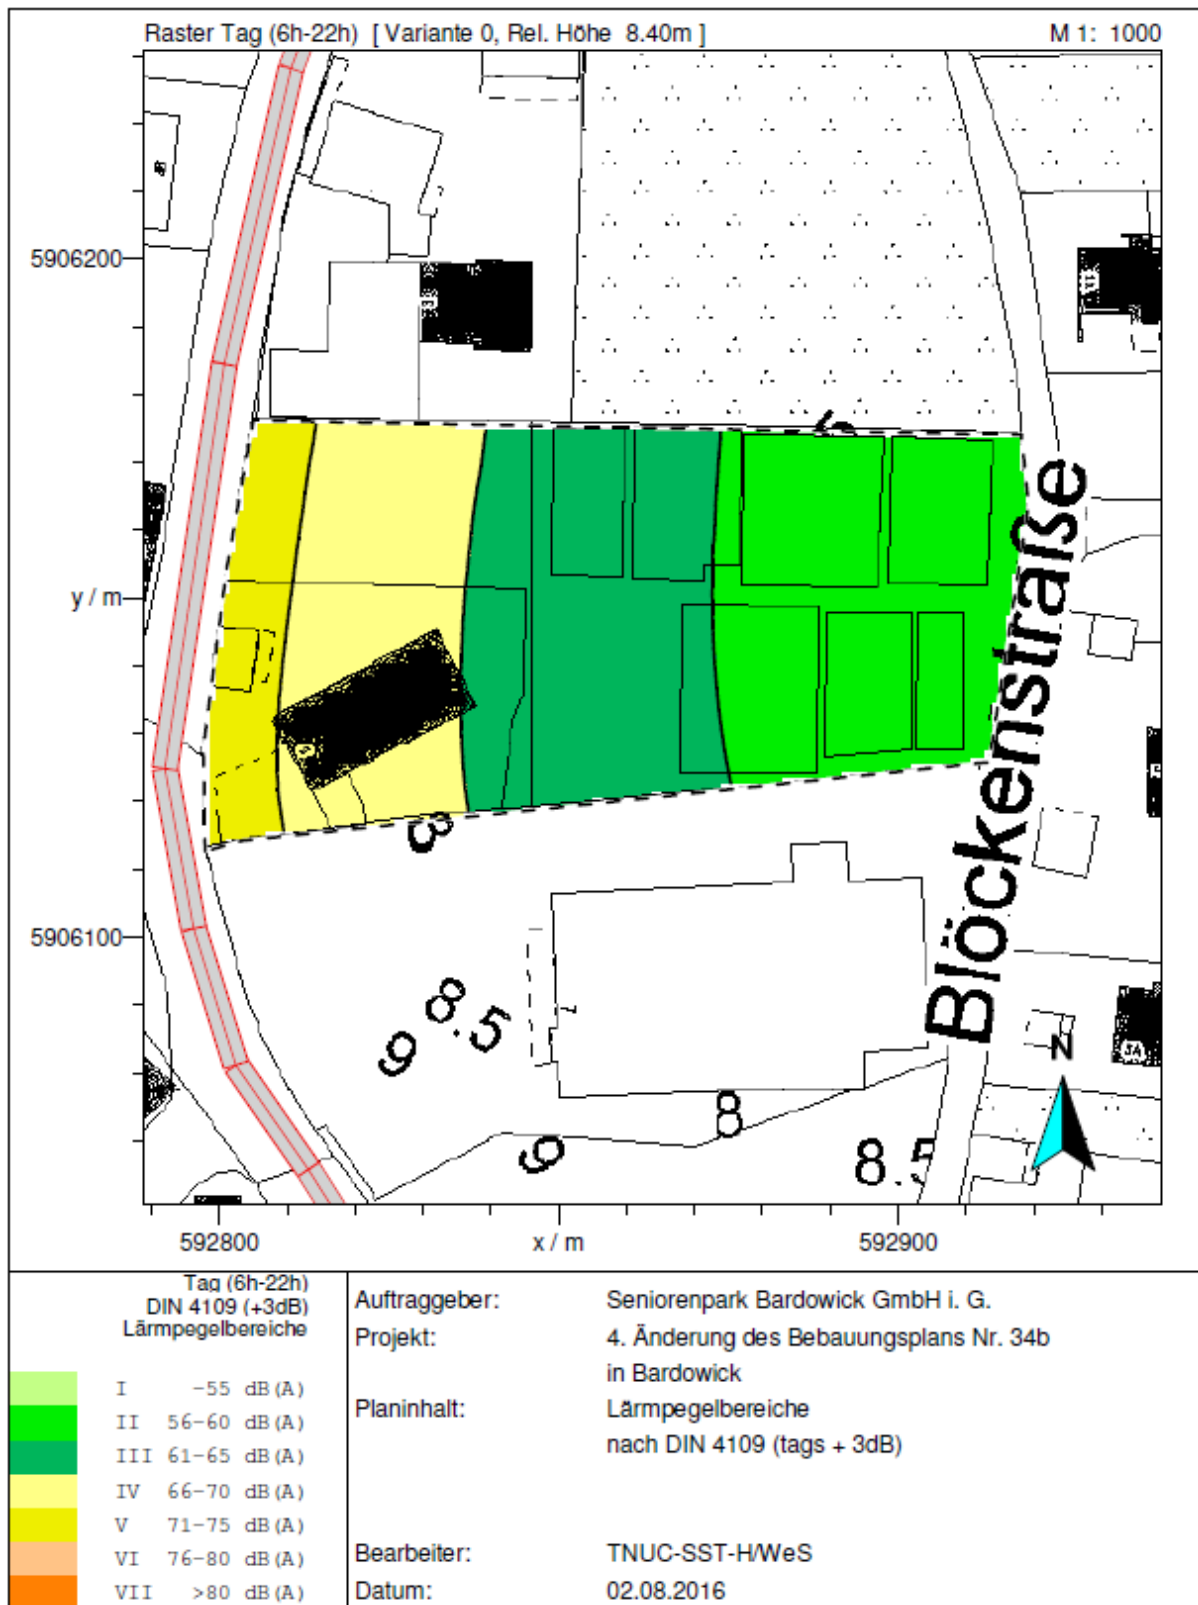 Raster Tag (6h-22h) [ Variante 0, Rel. Höhe 8.40m ] M 1: 1000
5906200
y / m
5906100
Blöckenstraße
8
8.5
9
8
9
8.5
N
592800 x / m 592900
Tag (6h-22h)
DIN 4109 (+3dB)
Lärmpegelbereiche
I -55 dB(A)
II 56-60 dB(A)
III 61-65 dB(A)
IV 66-70 dB(A)
V 71-75 dB(A)
VI 76-80 dB(A)
VII >80 dB(A)
Auftraggeber: Seniorenpark Bardowick GmbH i. G.
Projekt: 4. Änderung des Bebauungsplans Nr. 34b
in Bardowick
Planinhalt: Lärmpegelbereiche
nach DIN 4109 (tags + 3dB)
Bearbeiter: TNUC-SST-H/WeS
Datum: 02.08.2016